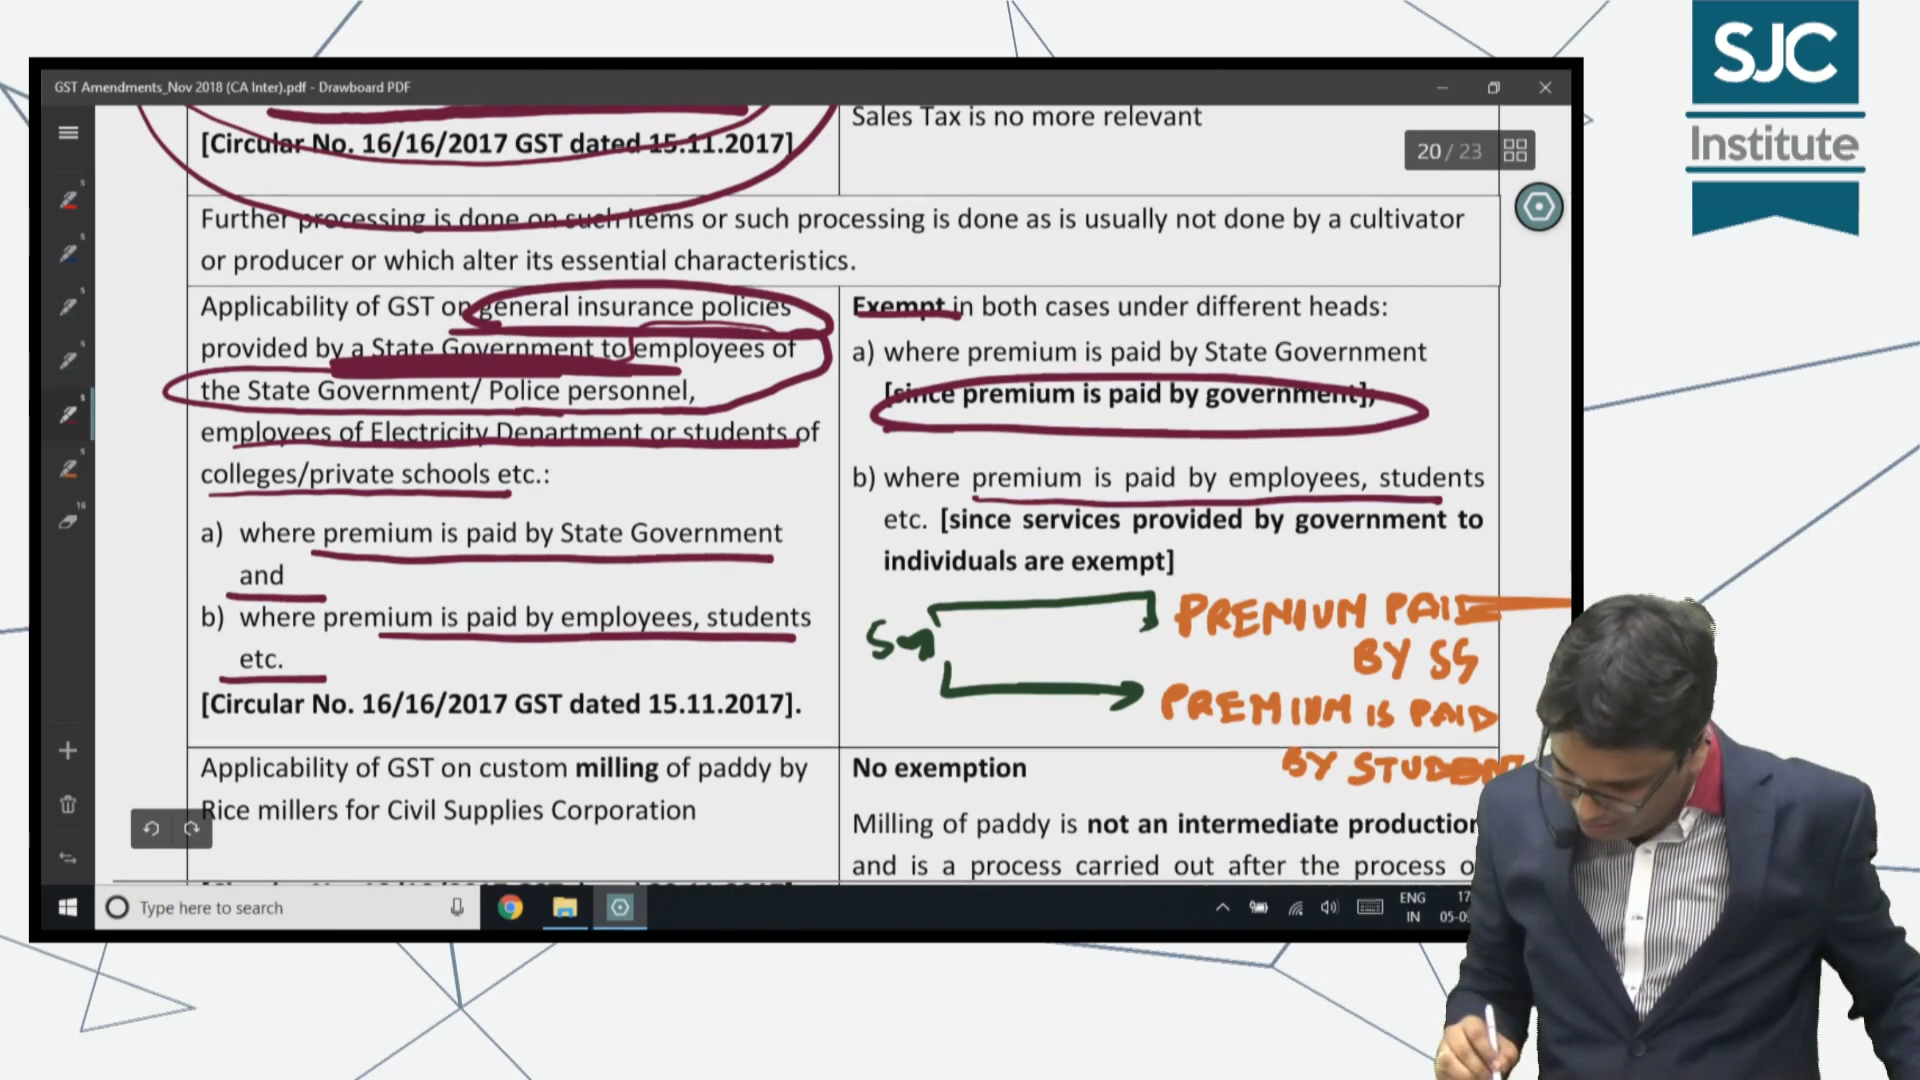 SJC
Institute
GST Amendments_Nov 2018 (CA Inter).pdf - Drawboard PDF
20 / 23
[Circular No. 16/16/2017 GST dated 15.11.2017]
Sales Tax is no more relevant
Further processing is done on such items or such processing is done as is usually not done by a cultivator
or producer or which alter its essential characteristics.
Applicability of GST on general insurance policies
provided by a State Government to employees of
the State Government/ Police personnel,
employees of Electricity Department or students of
colleges/private schools etc.:
a) where premium is paid by State Government
and
b) where premium is paid by employees, students
etc.
[Circular No. 16/16/2017 GST dated 15.11.2017].
Exempt in both cases under different heads:
a) where premium is paid by State Government
[since premium is paid by government];
b) where premium is paid by employees, students
etc. [since services provided by government to
individuals are exempt]
PREMIUM PAID
BY SG
PREMIUM IS PAID
BY STUDENT
Applicability of GST on custom milling of paddy by
Rice millers for Civil Supplies Corporation
No exemption
Milling of paddy is not an intermediate production
and is a process carried out after the process
5
5
5
5
5
5
16
Type here to search
ENG
IN
17
05-0